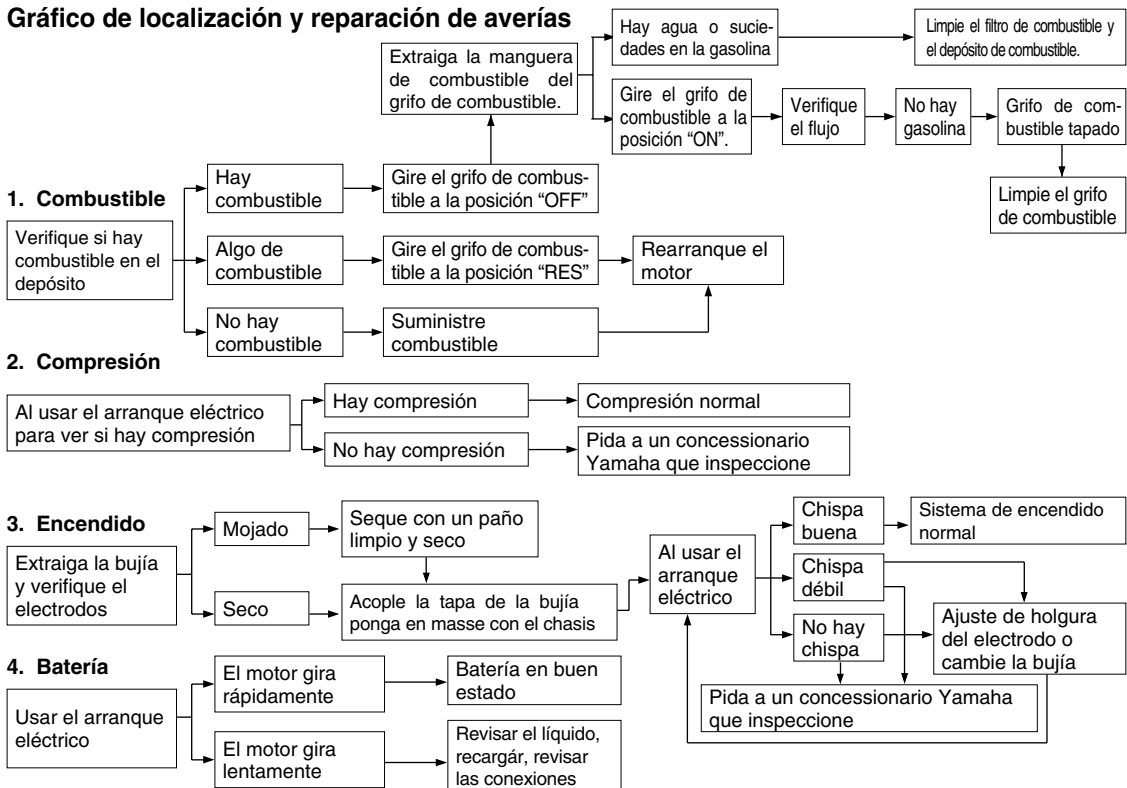 Gráfico de localización y reparación de averías
Extraiga la manguera
de combustible del
grifo de combustible.
Hay agua o sucie-
dades en la gasolina
Limpie el filtro de combustible y
el depósito de combustible.
Gire el grifo de
combustible a la
posición “ON”.
Verifique
el flujo
No hay
gasolina
Grifo de com-
bustible tapado
Limpie el grifo
de combustible
1. Combustible
Verifique si hay
combustible en el
depósito
Hay
combustible
Gire el grifo de combus-
tible a la posición “OFF”
Algo de
combustible
Gire el grifo de combus-
tible a la posición “RES”
Rearranque el
motor
No hay
combustible
Suministre
combustible
2. Compresión
Al usar el arranque eléctrico
para ver si hay compresión
Hay compresión
Compresión normal
No hay compresión
Pida a un concessionario
Yamaha que inspeccione
3. Encendido
Extraiga la bujía
y verifique el
electrodos
Mojado
Seque con un paño
limpio y seco
Seco
Acople la tapa de la bujía
ponga en masse con el chasis
Al usar el
arranque
eléctrico
Chispa
buena
Sistema de encendido
normal
Chispa
débil
No hay
chispa
Ajuste de holgura
del electrodo o
cambie la bujía
Pida a un concessionario Yamaha
que inspeccione
4. Batería
Usar el arranque
eléctrico
El motor gira
rápidamente
Batería en buen
estado
El motor gira
lentamente
Revisar el líquido,
recargár, revisar
las conexiones